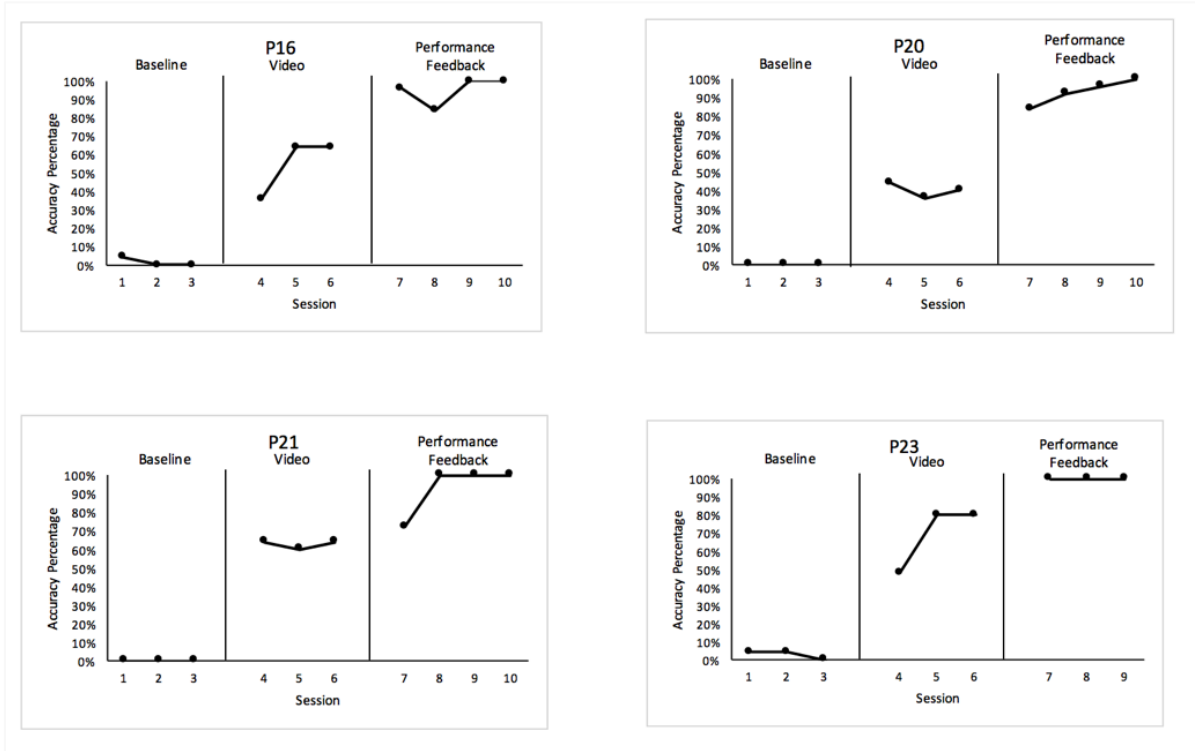 P16
Baseline Video Performance
Feedback
Accuracy Percentage
100%
90%
80%
70%
60%
50%
40%
30%
20%
10%
0%
1 2 3 4 5 6 7 8 9 10
Session
P20
Baseline Video Performance
Feedback
Accuracy Percentage
100%
90%
80%
70%
60%
50%
40%
30%
20%
10%
0%
1 2 3 4 5 6 7 8 9 10
Session
P21
Baseline Video Performance
Feedback
Accuracy Percentage
100%
90%
80%
70%
60%
50%
40%
30%
20%
10%
0%
1 2 3 4 5 6 7 8 9 10
Session
P23
Baseline Video Performance
Feedback
Accuracy Percentage
100%
90%
80%
70%
60%
50%
40%
30%
20%
10%
0%
1 2 3 4 5 6 7 8 9
Session